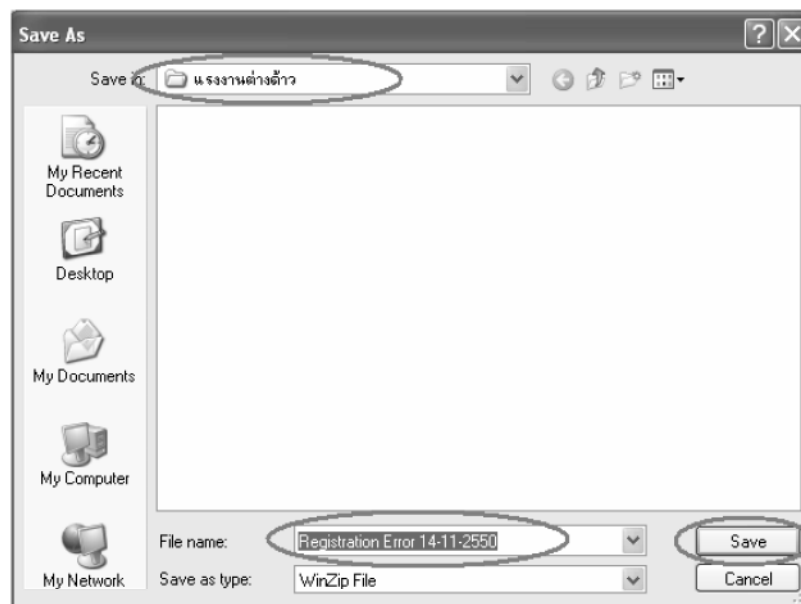 Save As
Save in: แรงงานต่างด้าว
My Recent
Documents
Desktop
My Documents
My Computer
My Network
File name: Registration Error 14-11-2550 Save
Save as type: WinZip File Cancel